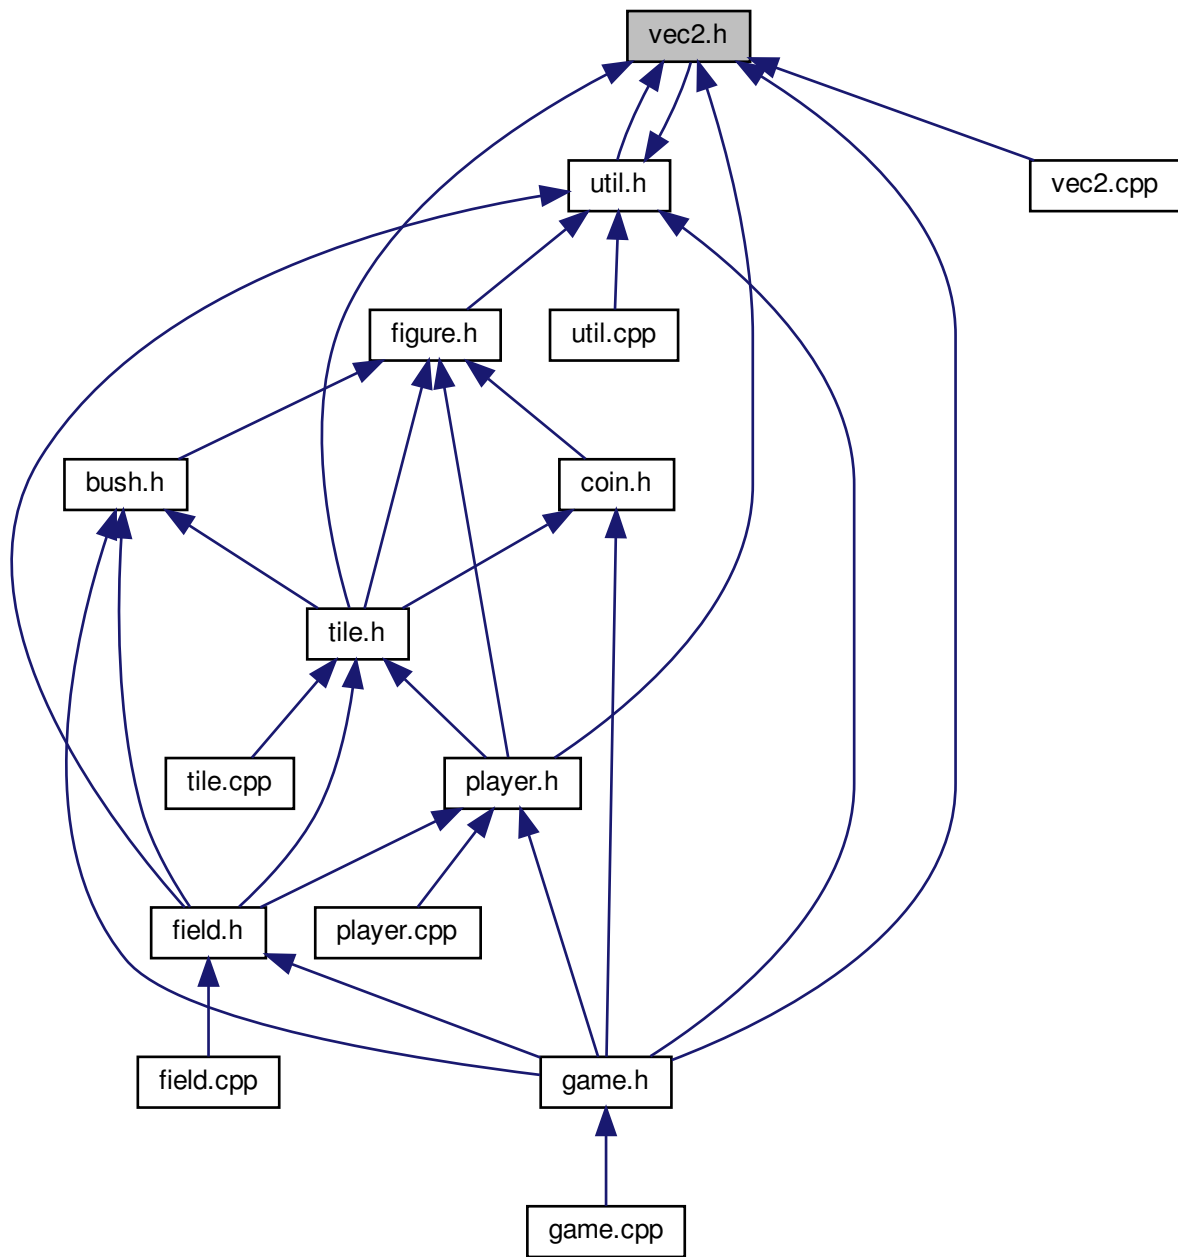 vec2.h
util.h
vec2.cpp
figure.h
util.cpp
bush.h
coin.h
tile.h
tile.cpp
player.h
field.h
player.cpp
field.cpp
game.h
game.cpp